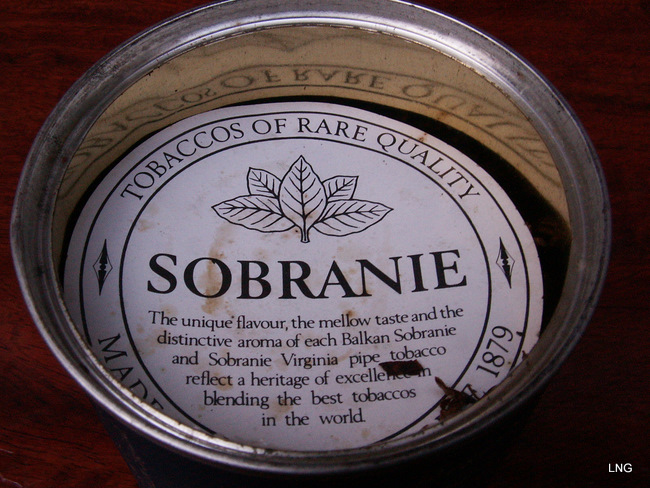 TOBACCOS OF RARE QUALITY
SOBRANIE
The unique flavour, the mellow taste and the
distinctive aroma of each Balkan Sobranie
and Sobranie Virginia pipe tobacco
reflect a heritage of excellence in
blending the best tobaccos
in the world.
MADE
1879
LNG